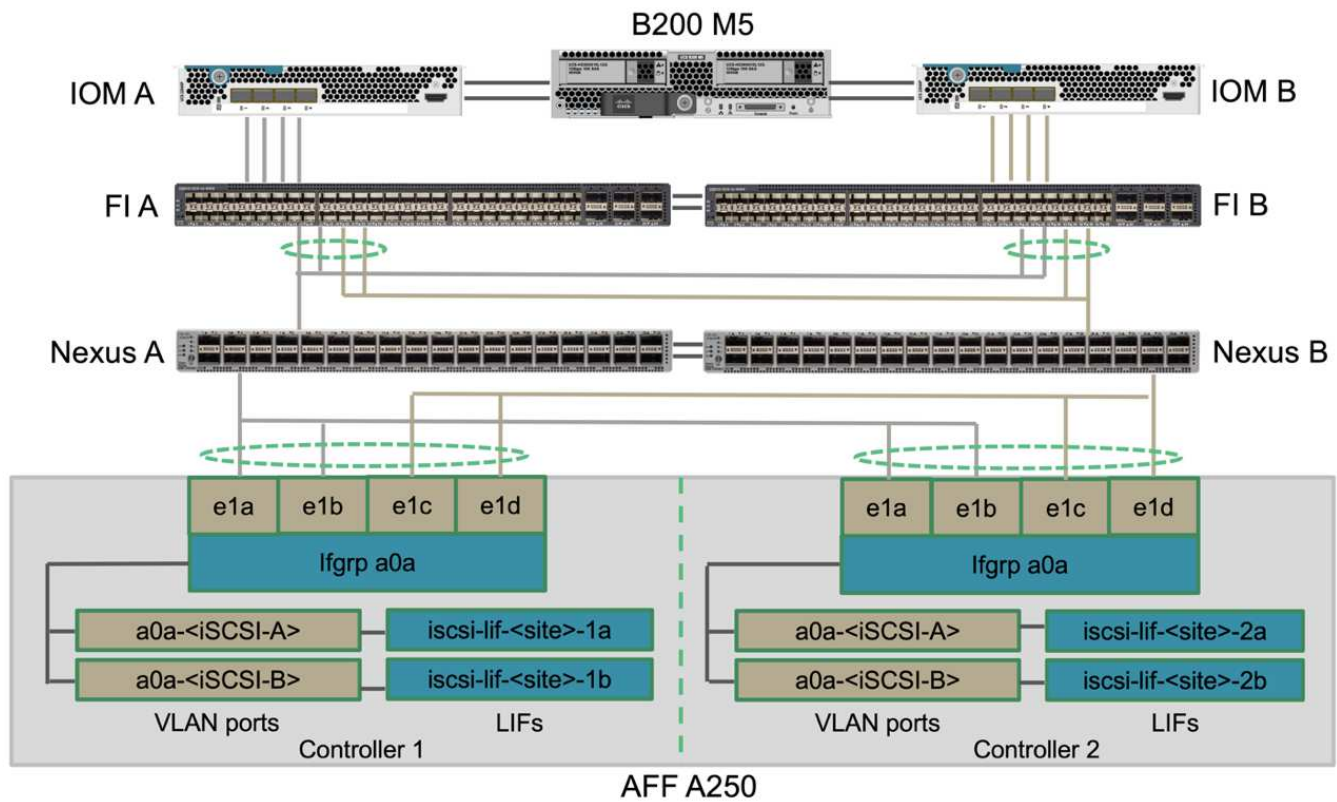 B200 M5
IOM A
IOM B
FI A
FI B
Nexus A
Nexus B
e1a e1b e1c e1d
Ifgrp a0a
a0a-<iSCSI-A> iscsi-lif-<site>-1a
a0a-<iSCSI-B> iscsi-lif-<site>-1b
VLAN ports LIFs
Controller 1
e1a e1b e1c e1d
Ifgrp a0a
a0a-<iSCSI-A> iscsi-lif-<site>-2a
a0a-<iSCSI-B> iscsi-lif-<site>-2b
VLAN ports LIFs
Controller 2
AFF A250